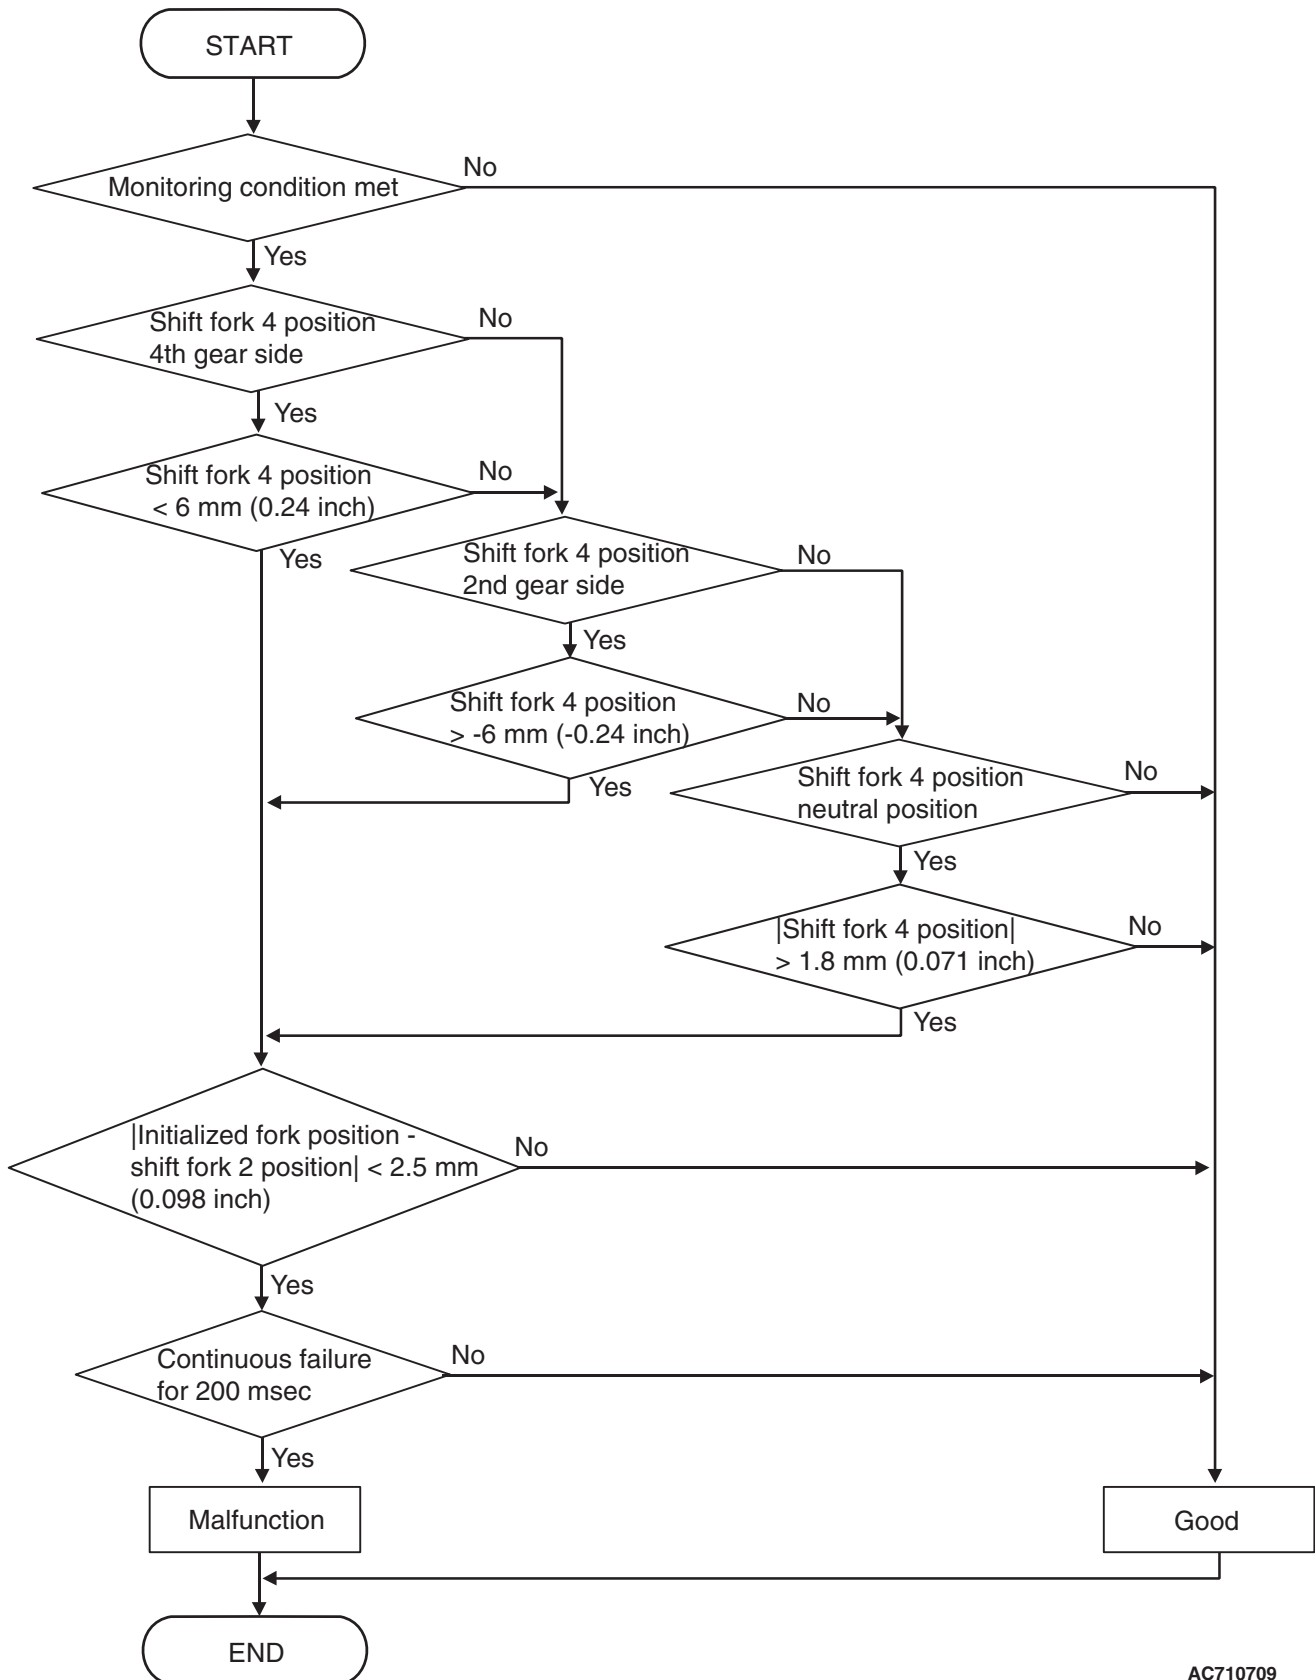 START
Monitoring condition met
No
Yes
Shift fork 4 position
4th gear side
No
Yes
Shift fork 4 position
< 6 mm (0.24 inch)
No
Yes
Shift fork 4 position
2nd gear side
No
Yes
Shift fork 4 position
> -6 mm (-0.24 inch)
No
Yes
Shift fork 4 position
neutral position
No
Yes
|Shift fork 4 position|
> 1.8 mm (0.071 inch)
No
Yes
|Initialized fork position -
shift fork 2 position| < 2.5 mm
(0.098 inch)
No
Yes
Continuous failure
for 200 msec
No
Yes
Malfunction
Good
END
AC710709